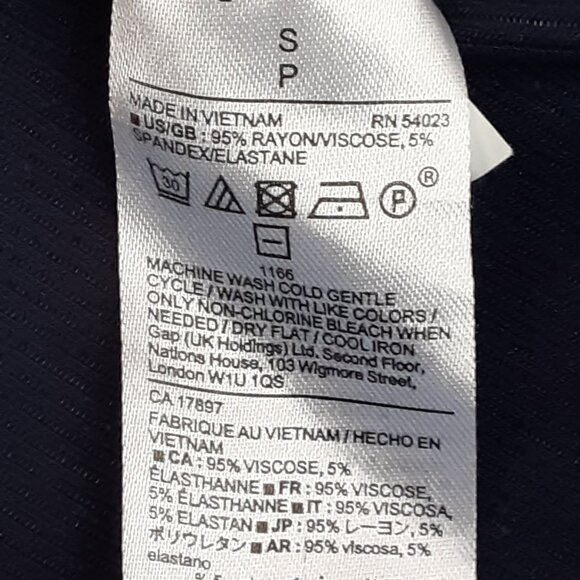 S
P
MADE IN VIETNAM RN 54023
■ US/GB : 95% RAYON/VISCOSE, 5%
SPANDEX/ELASTANE
30 P ®
1166
MACHINE WASH COLD GENTLE
CYCLE / WASH WITH LIKE COLORS /
ONLY NON-CHLORINE BLEACH WHEN
NEEDED / DRY FLAT / COOL IRON
Gap (UK Holdings) Ltd. Second Floor,
Nations House, 103 Wigmore Street,
London W1U 1QS
CA 17897
FABRIQUE AU VIETNAM / HECHO EN
VIETNAM
■ CA : 95% VISCOSE, 5%
ÉLASTHANNE ■ FR : 95% VISCOSE,
5% ÉLASTHANNE ■ IT : 95% VISCOSA,
5% ELASTAN ■ JP : 95% レーヨン, 5%
ポリウレタン ■ AR : 95% viscosa, 5%
elastano